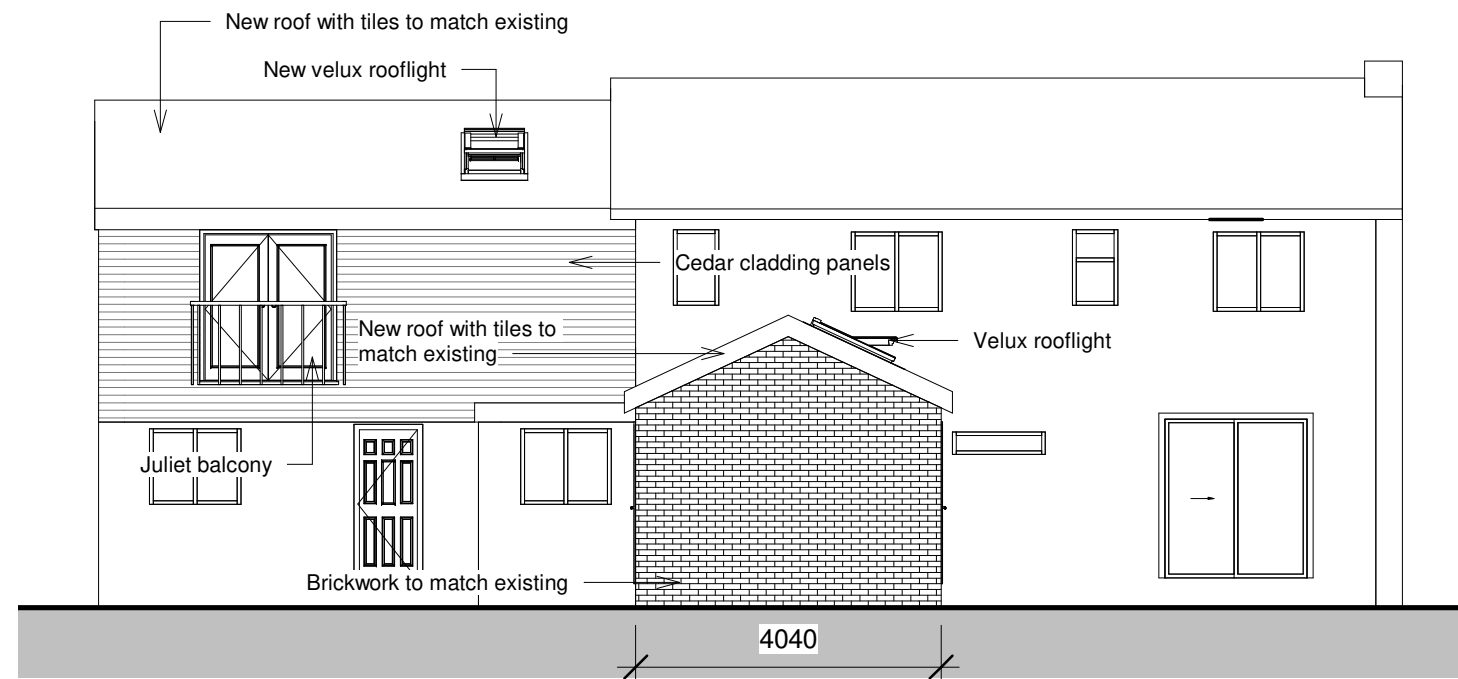 New roof with tiles to match existing
New velux rooflight
Cedar cladding panels
New roof with tiles to
match existing
Velux rooflight
Juliet balcony
Brickwork to match existing
4040